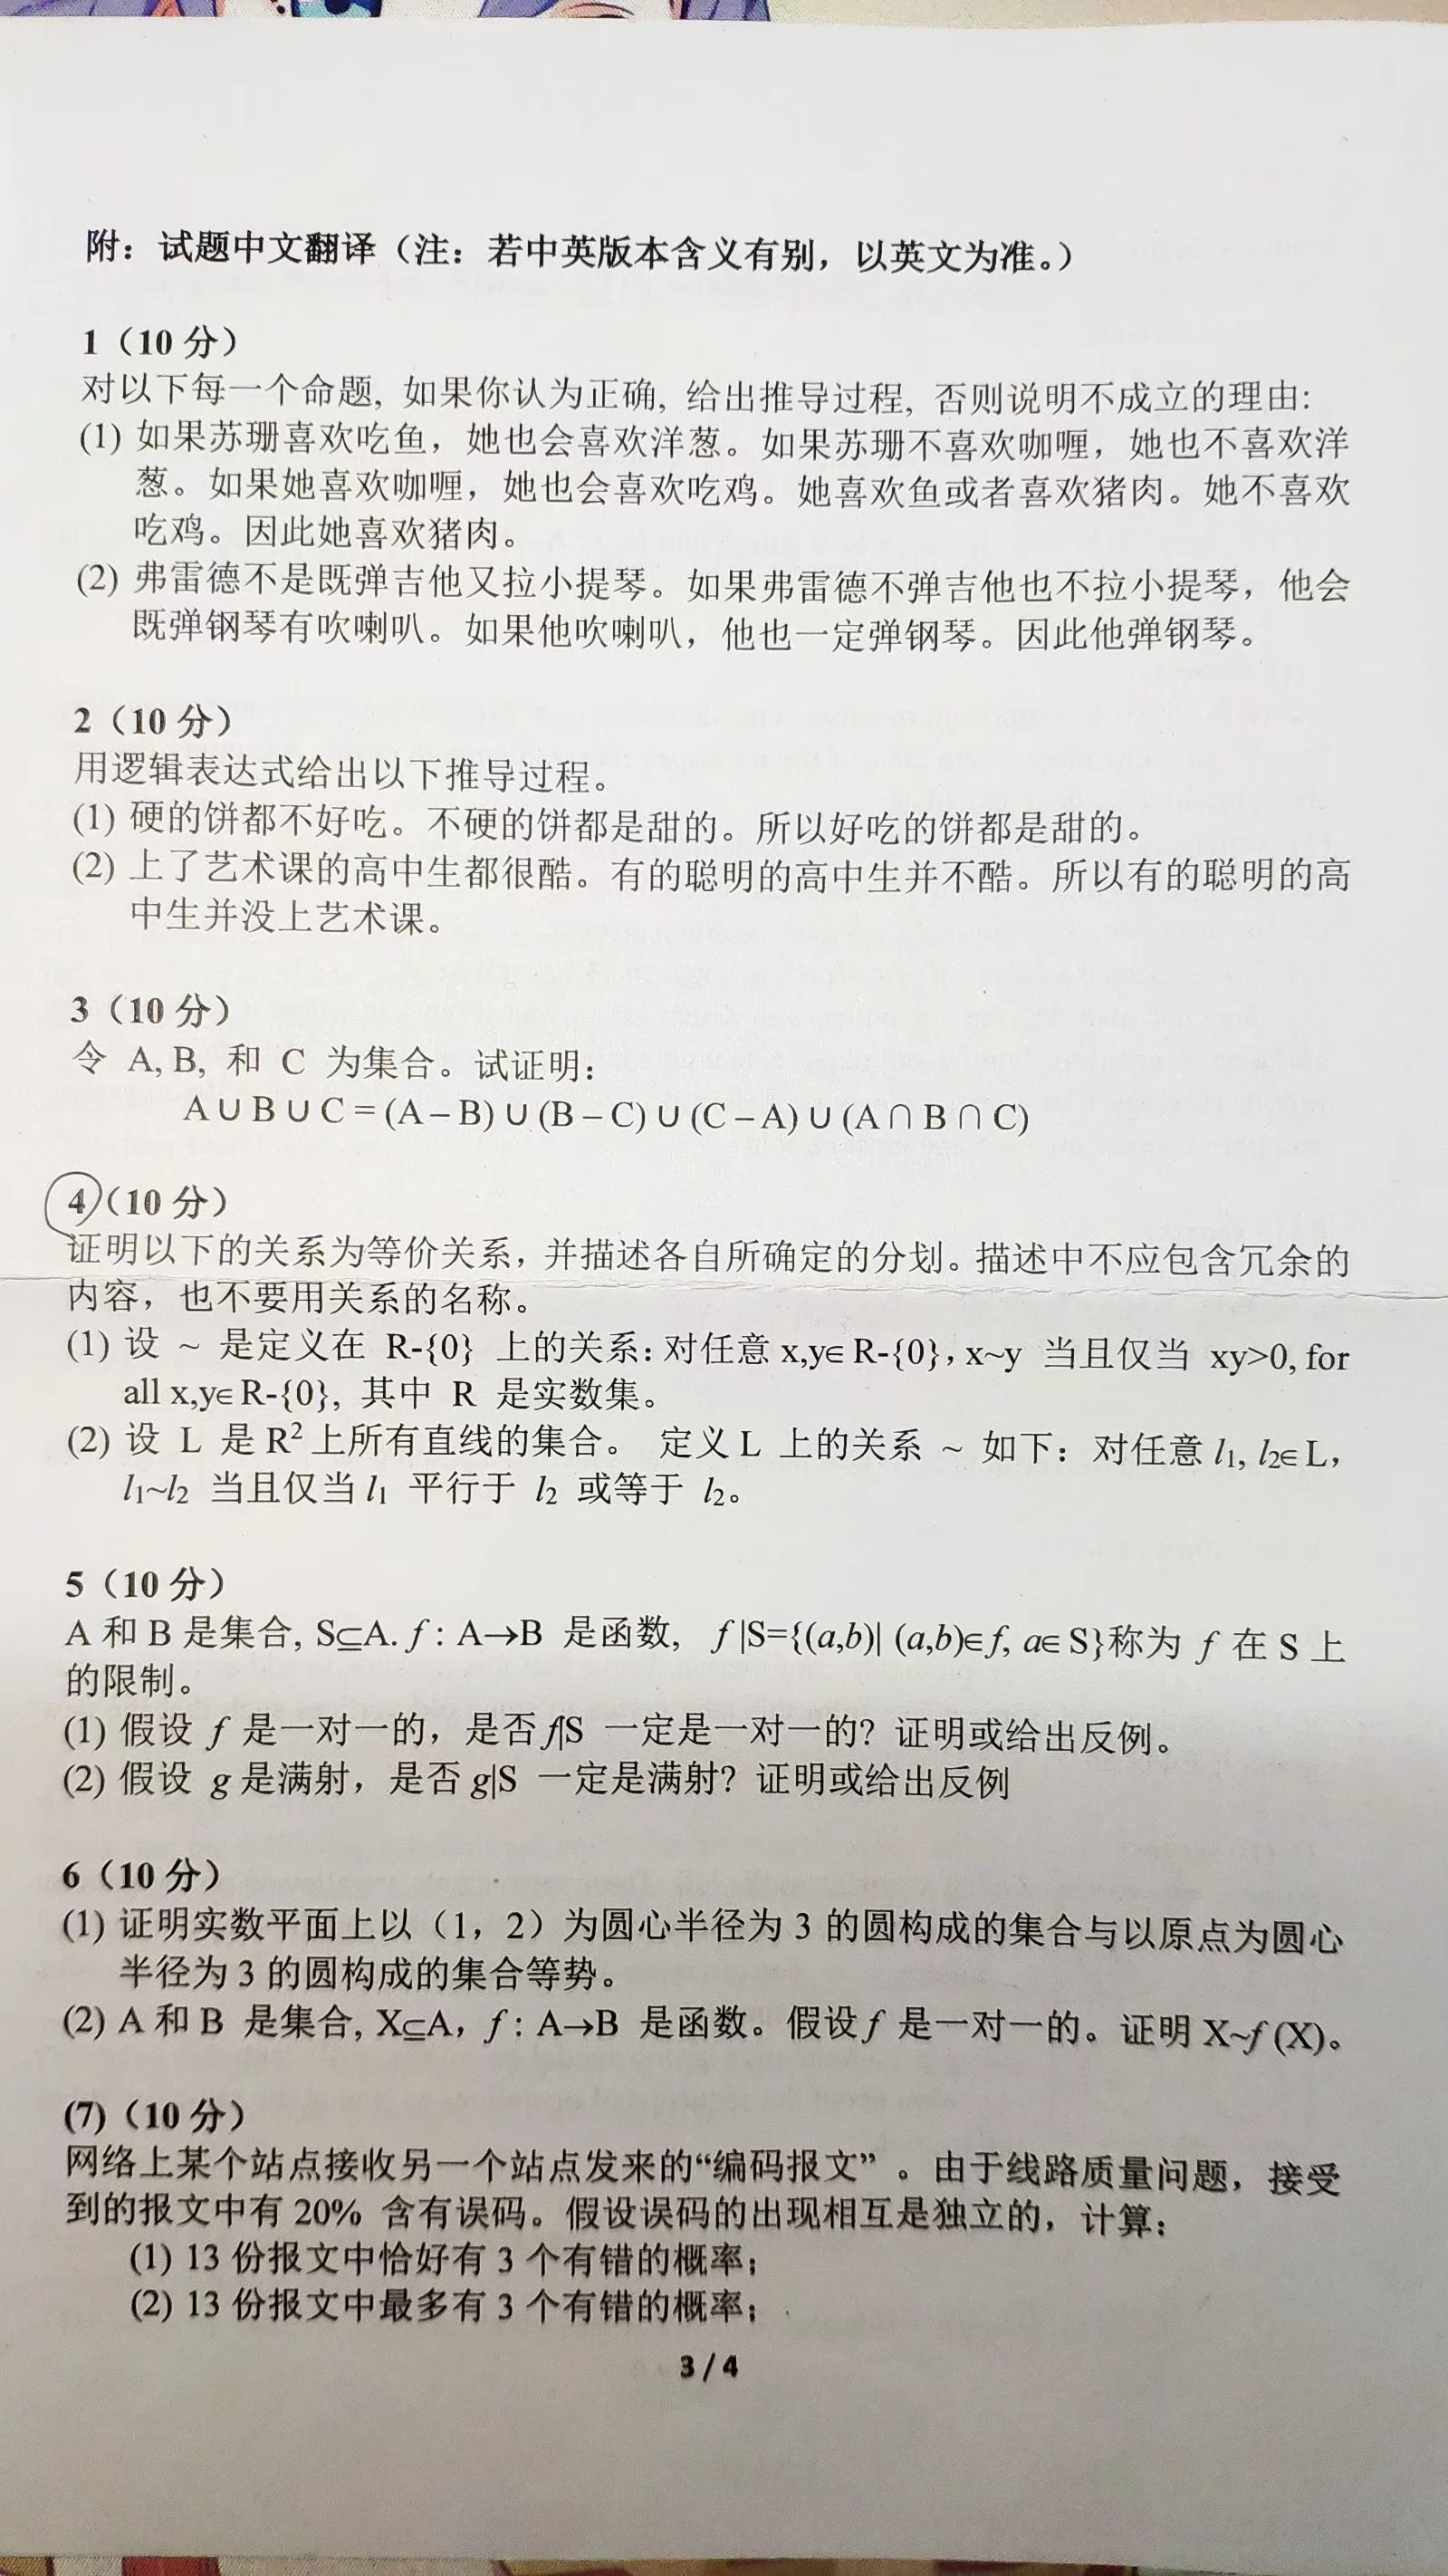 附：试题中文翻译（注：若中英版本含义有别，以英文为准。）
1（10 分）
对以下每一个命题, 如果你认为正确, 给出推导过程, 否则说明不成立的理由:
(1) 如果苏珊喜欢吃鱼，她也会喜欢洋葱。如果苏珊不喜欢咖喱，她也不喜欢洋
葱。如果她喜欢咖喱，她也会喜欢吃鸡。她喜欢鱼或者喜欢猪肉。她不喜欢
吃鸡。因此她喜欢猪肉。
(2) 弗雷德不是既弹吉他又拉小提琴。如果弗雷德不弹吉他也不拉小提琴，他会
既弹钢琴有吹喇叭。如果他吹喇叭，他也一定弹钢琴。因此他弹钢琴。
2（10 分）
用逻辑表达式给出以下推导过程。
(1) 硬的饼都不好吃。不硬的饼都是甜的。所以好吃的饼都是甜的。
(2) 上了艺术课的高中生都很酷。有的聪明的高中生并不酷。所以有的聪明的高
中生并没上艺术课。
3（10 分）
令 A, B, 和 C 为集合。试证明：
A∪B∪C = (A – B) ∪ (B – C) ∪ (C – A) ∪ (A∩B∩C)
4（10 分）
证明以下的关系为等价关系，并描述各自所确定的分划。描述中不应包含冗余的
内容，也不要用关系的名称。
(1) 设 ~ 是定义在 R-{0} 上的关系：对任意 x,y∈R-{0}，x~y 当且仅当 xy>0, for
all x,y∈R-{0}, 其中 R 是实数集。
(2) 设 L 是 R² 上所有直线的集合。 定义 L 上的关系 ~ 如下：对任意 l₁, l₂∈L，
l₁~l₂ 当且仅当 l₁ 平行于 l₂ 或等于 l₂。
5（10 分）
A 和 B 是集合, S⊆A. f : A→B 是函数, f |S={(a,b)| (a,b)∈f, a∈S}称为 f 在 S 上
的限制。
(1) 假设 f 是一对一的，是否 f|S 一定是一对一的？证明或给出反例。
(2) 假设 g 是满射，是否 g|S 一定是满射？证明或给出反例
6（10 分）
(1) 证明实数平面上以（1，2）为圆心半径为 3 的圆构成的集合与以原点为圆心
半径为 3 的圆构成的集合等势。
(2) A 和 B 是集合, X⊆A，f : A→B 是函数。假设 f 是一对一的。证明 X~f (X)。
(7)（10 分）
网络上某个站点接收另一个站点发来的“编码报文”。由于线路质量问题，接受
到的报文中有 20% 含有误码。假设误码的出现相互是独立的，计算：
(1) 13 份报文中恰好有 3 个有错的概率；
(2) 13 份报文中最多有 3 个有错的概率；
3 / 4